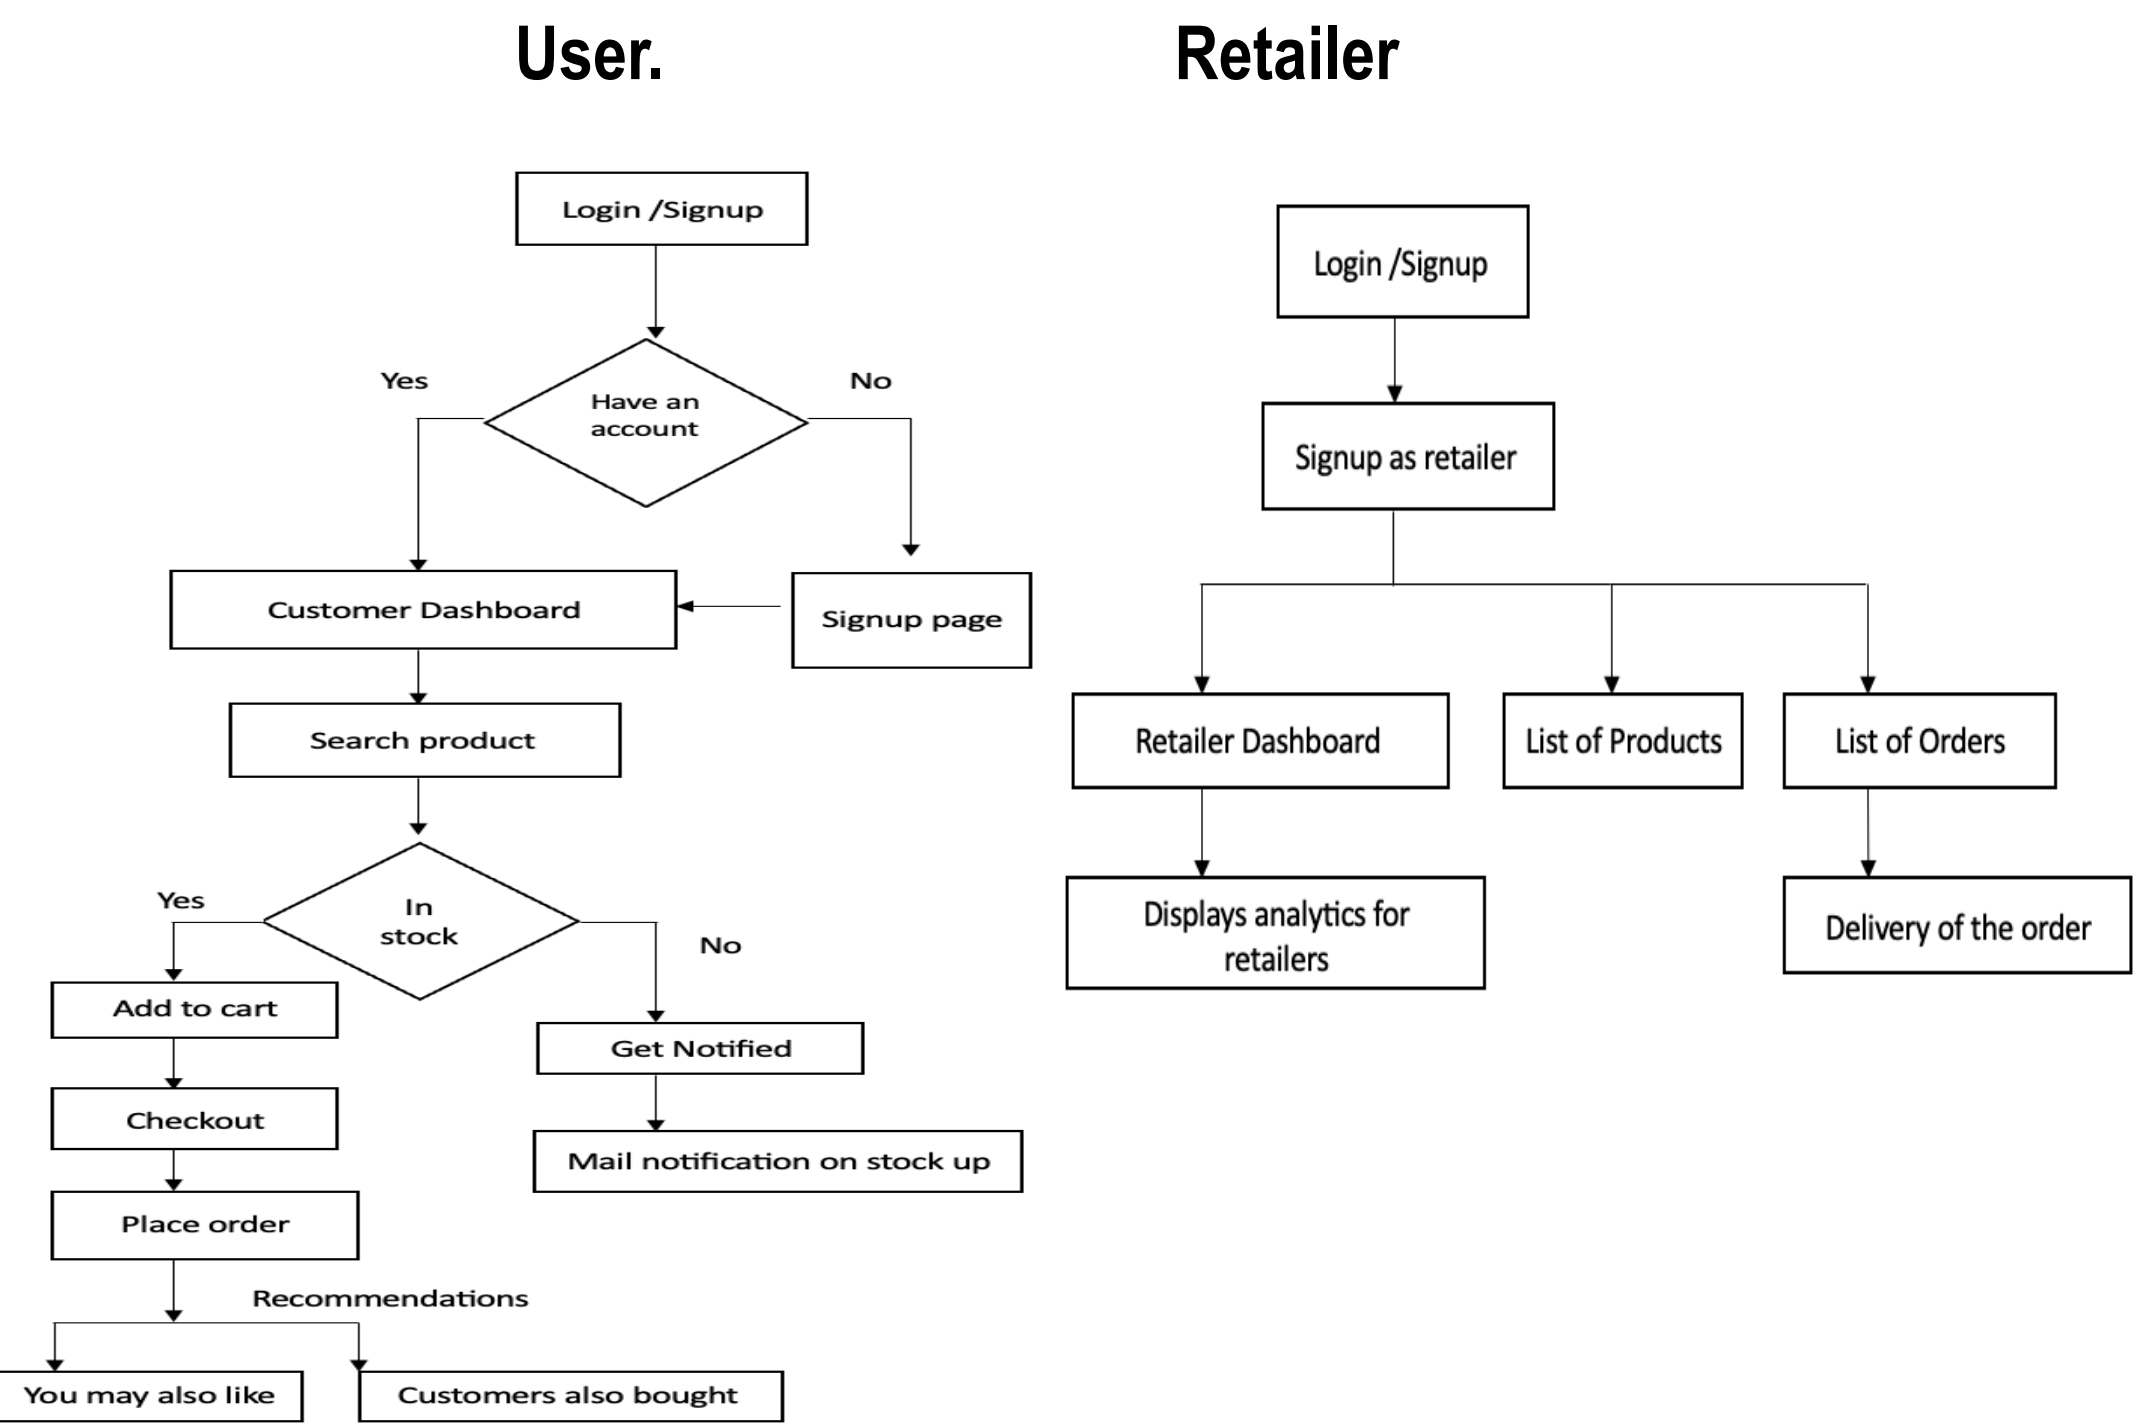 User.
Retailer
Login /Signup
Yes
No
Have an
account
Customer Dashboard
Signup page
Search product
In
stock
Yes
No
Add to cart
Get Notified
Checkout
Mail notification on stock up
Place order
Recommendations
You may also like
Customers also bought
Login /Signup
Signup as retailer
Retailer Dashboard
List of Products
List of Orders
Displays analytics for
retailers
Delivery of the order